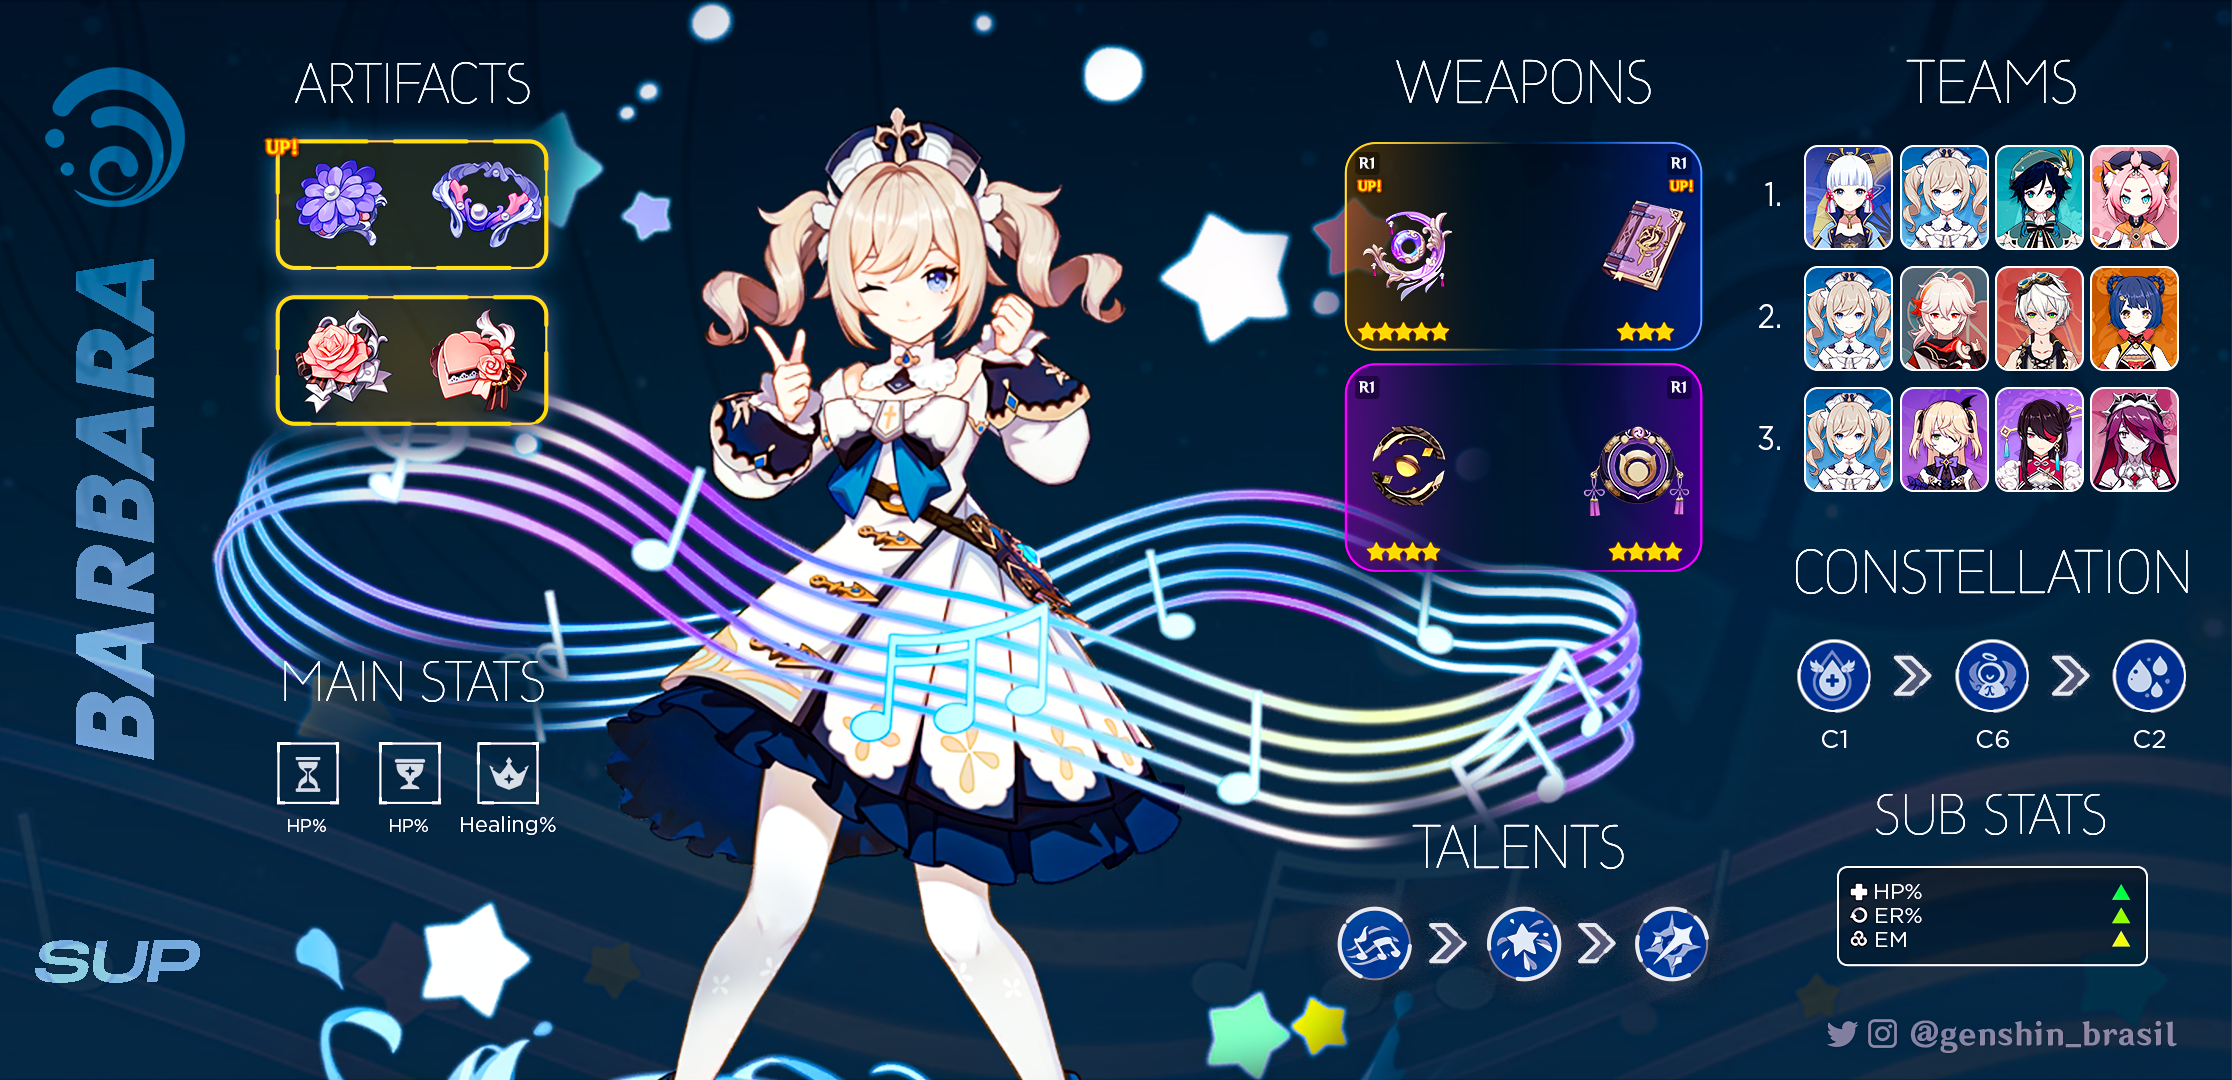 BARBARA
SUP
ARTIFACTS
UP!
MAIN STATS
HP%
HP%
Healing%
WEAPONS
R1
UP!
R1
UP!
R1
R1
TALENTS
TEAMS
1.
2.
3.
CONSTELLATION
C1
C6
C2
SUB STATS
HP%
ER%
EM
@genshin_brasil